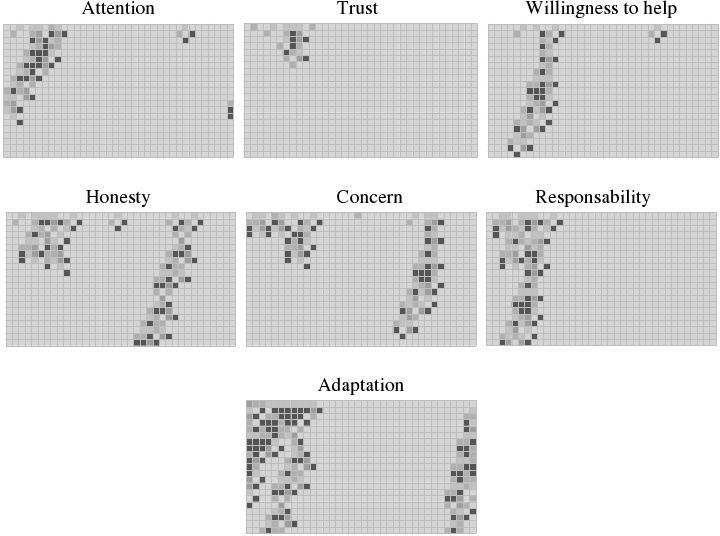 Attention
Trust
Willingness to help
Honesty
Concern
Responsability
Adaptation